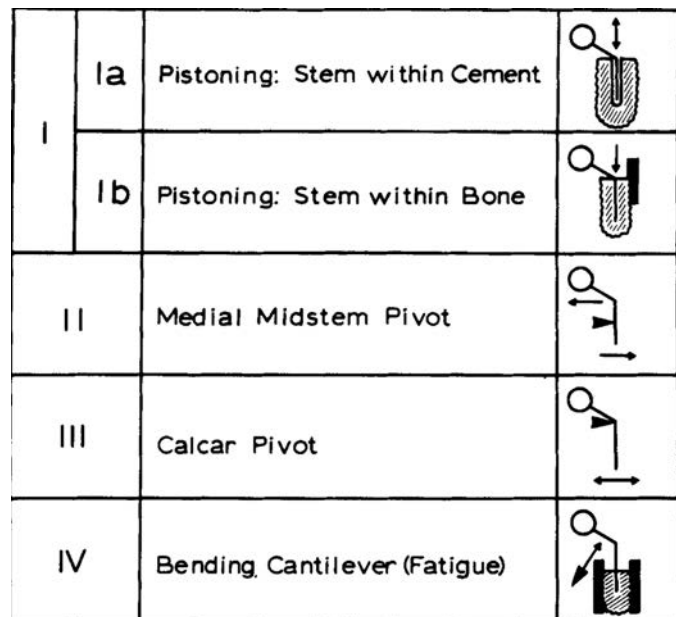 I
Ia Pistoning: Stem within Cement
Ib Pistoning: Stem within Bone
II Medial Midstem Pivot
III Calcar Pivot
IV Bending, Cantilever (Fatigue)